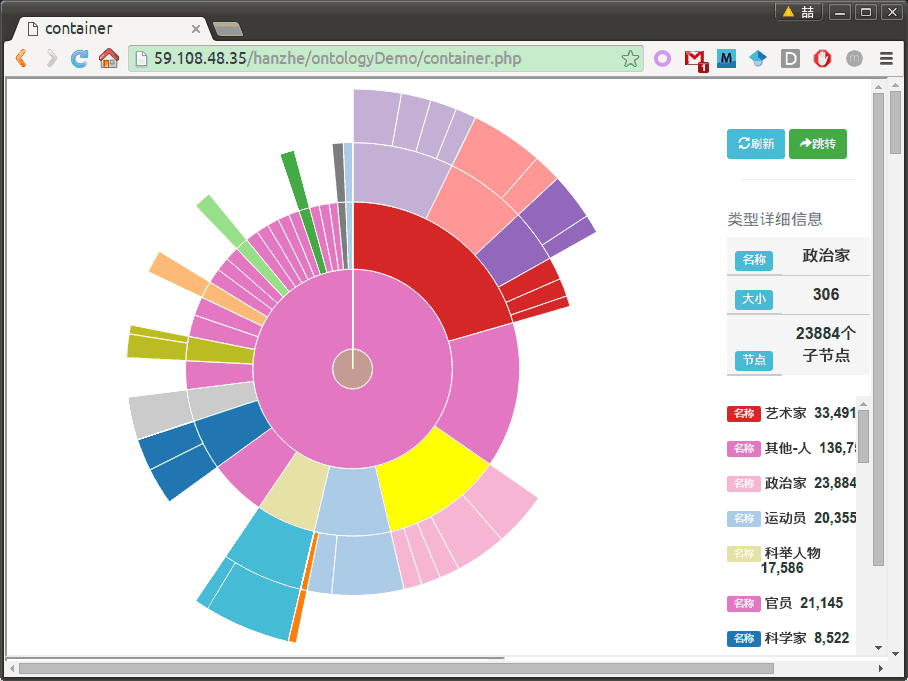 喆
container
59.108.48.35/hanzhe/ontologyDemo/container.php
M
D
m
1
刷新 跳转
类型详细信息
名称 政治家
大小 306
节点 23884个
子节点
名称 艺术家 33,491
名称 其他-人 136,75
名称 政治家 23,884
名称 运动员 20,355
名称 科举人物
17,586
名称 官员 21,145
名称 科学家 8,522